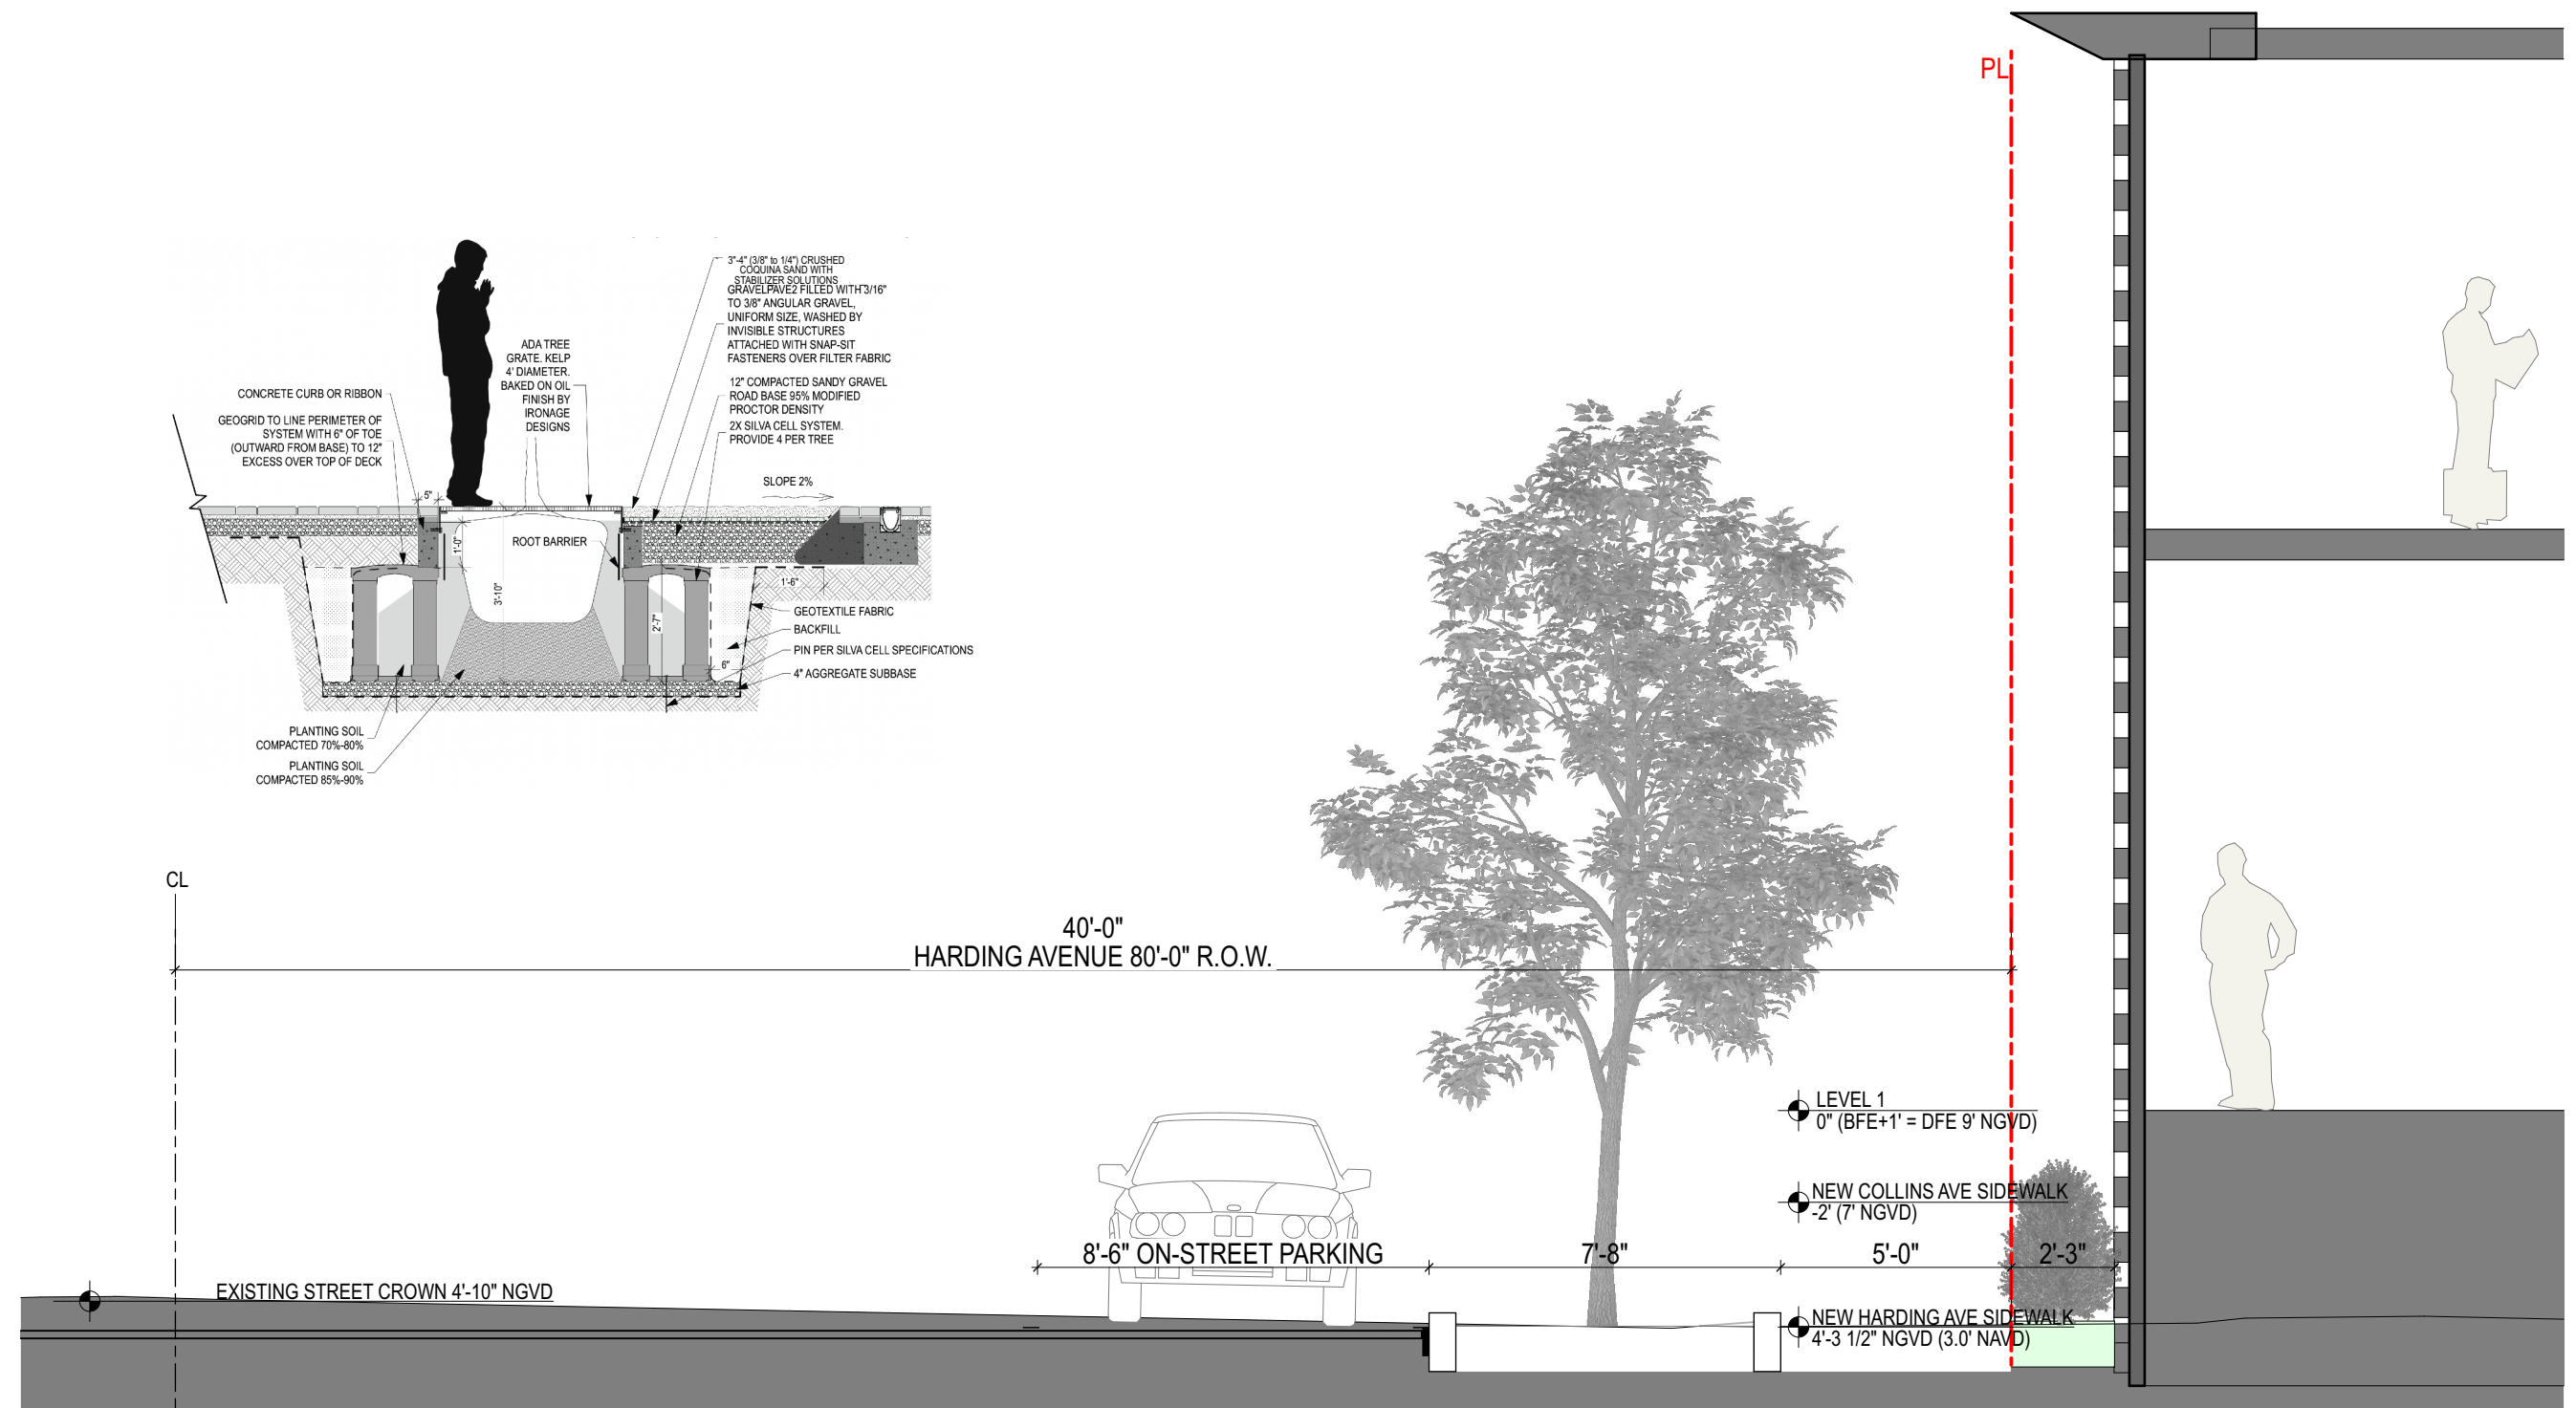 PL
3"-4" (3/8" to 1/4") CRUSHED
COQUINA SAND WITH
STABILIZER SOLUTIONS
GRAVELPAVE2 FILLED WITH 3/16"
TO 3/8" ANGULAR GRAVEL,
UNIFORM SIZE, WASHED BY
INVISIBLE STRUCTURES
ATTACHED WITH SNAP-SIT
FASTENERS OVER FILTER FABRIC
ADA TREE
GRATE. KELP
4' DIAMETER.
BAKED ON OIL
FINISH BY
IRONAGE
DESIGNS
12" COMPACTED SANDY GRAVEL
ROAD BASE 95% MODIFIED
PROCTOR DENSITY
2X SILVA CELL SYSTEM.
PROVIDE 4 PER TREE
CONCRETE CURB OR RIBBON
GEOGRID TO LINE PERIMETER OF
SYSTEM WITH 6" OF TOE
(OUTWARD FROM BASE) TO 12"
EXCESS OVER TOP OF DECK
SLOPE 2%
5"
1'-0"
ROOT BARRIER
3'-10"
2'-7"
1'-6"
6"
GEOTEXTILE FABRIC
BACKFILL
PIN PER SILVA CELL SPECIFICATIONS
4" AGGREGATE SUBBASE
PLANTING SOIL
COMPACTED 70%-80%
PLANTING SOIL
COMPACTED 85%-90%
CL
40'-0"
HARDING AVENUE 80'-0" R.O.W.
LEVEL 1
0" (BFE+1' = DFE 9' NGVD)
NEW COLLINS AVE SIDEWALK
-2' (7' NGVD)
8'-6" ON-STREET PARKING
7'-8"
5'-0"
2'-3"
EXISTING STREET CROWN 4'-10" NGVD
NEW HARDING AVE SIDEWALK
4'-3 1/2" NGVD (3.0' NAVD)